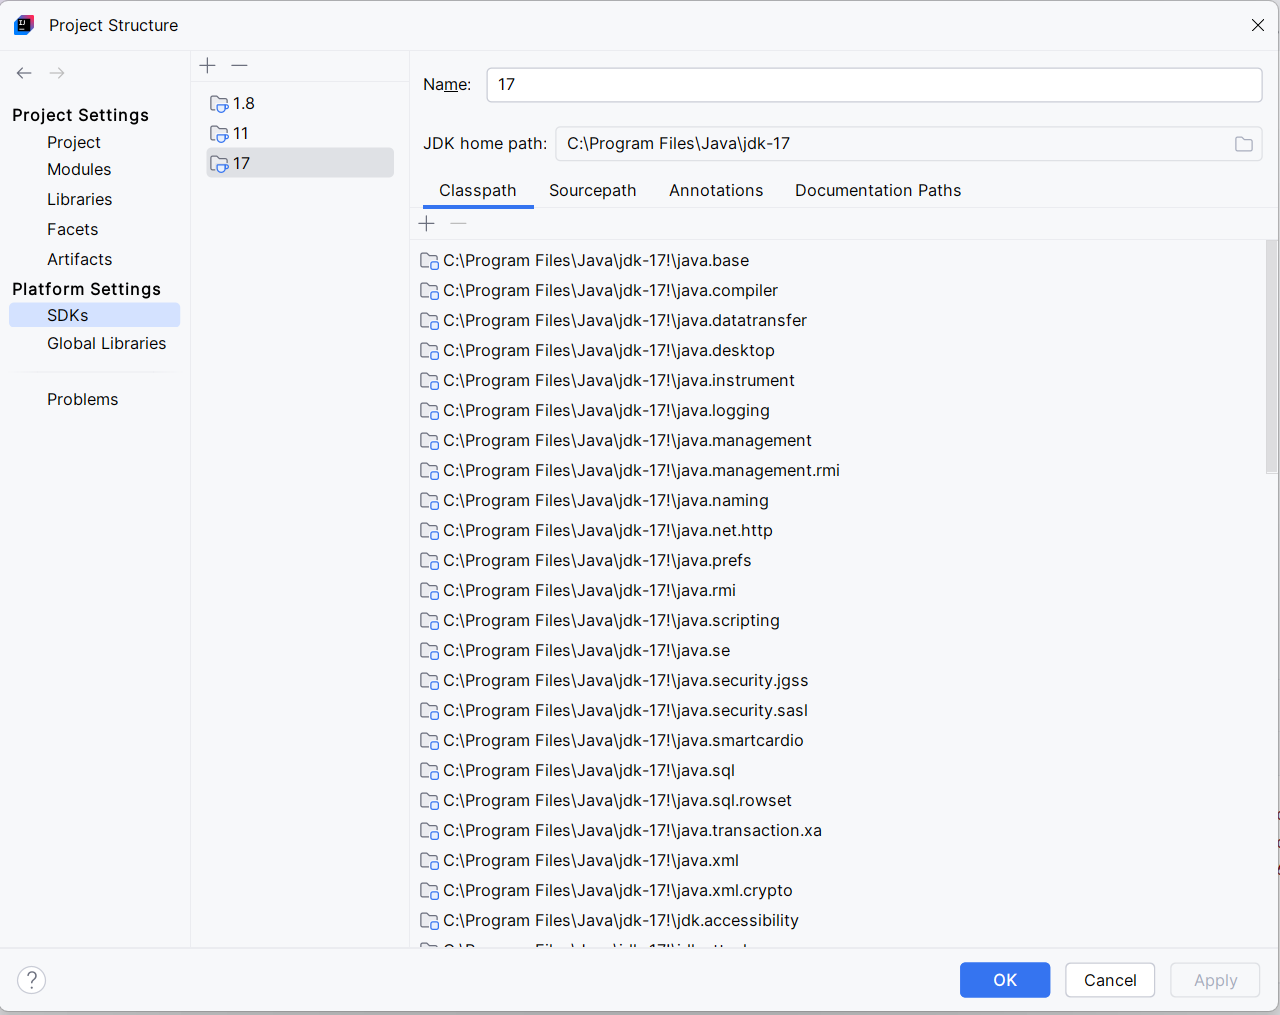 Project Structure
Project Settings
Project
Modules
Libraries
Facets
Artifacts
Platform Settings
SDKs
Global Libraries
Problems
1.8
11
17
Name: 17
JDK home path: C:\Program Files\Java\jdk-17
Classpath Sourcepath Annotations Documentation Paths
C:\Program Files\Java\jdk-17!\java.base
C:\Program Files\Java\jdk-17!\java.compiler
C:\Program Files\Java\jdk-17!\java.datatransfer
C:\Program Files\Java\jdk-17!\java.desktop
C:\Program Files\Java\jdk-17!\java.instrument
C:\Program Files\Java\jdk-17!\java.logging
C:\Program Files\Java\jdk-17!\java.management
C:\Program Files\Java\jdk-17!\java.management.rmi
C:\Program Files\Java\jdk-17!\java.naming
C:\Program Files\Java\jdk-17!\java.net.http
C:\Program Files\Java\jdk-17!\java.prefs
C:\Program Files\Java\jdk-17!\java.rmi
C:\Program Files\Java\jdk-17!\java.scripting
C:\Program Files\Java\jdk-17!\java.se
C:\Program Files\Java\jdk-17!\java.security.jgss
C:\Program Files\Java\jdk-17!\java.security.sasl
C:\Program Files\Java\jdk-17!\java.smartcardio
C:\Program Files\Java\jdk-17!\java.sql
C:\Program Files\Java\jdk-17!\java.sql.rowset
C:\Program Files\Java\jdk-17!\java.transaction.xa
C:\Program Files\Java\jdk-17!\java.xml
C:\Program Files\Java\jdk-17!\java.xml.crypto
C:\Program Files\Java\jdk-17!\jdk.accessibility
? OK Cancel Apply